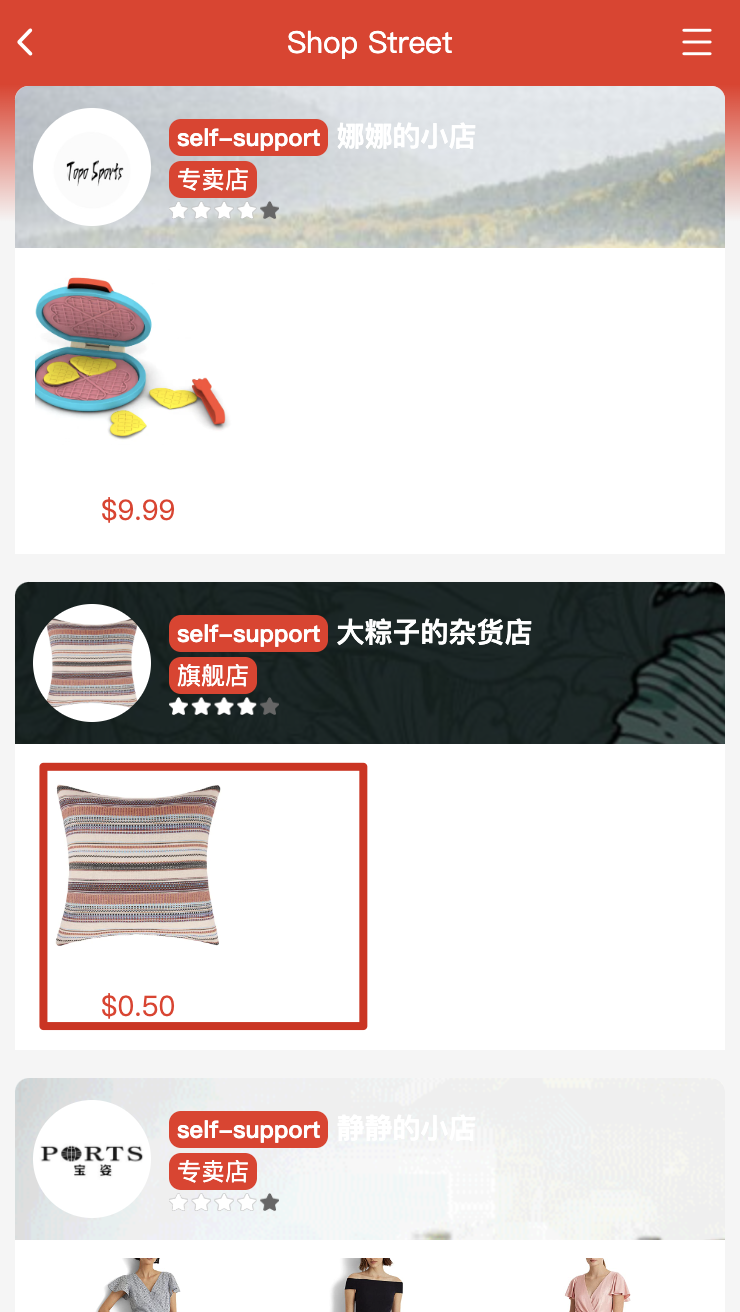 Shop Street
self-support 娜娜的小店
Topo Sports
专卖店
$9.99
self-support 大粽子的杂货店
旗舰店
$0.50
self-support 静静的小店
PORTS
宝姿
专卖店